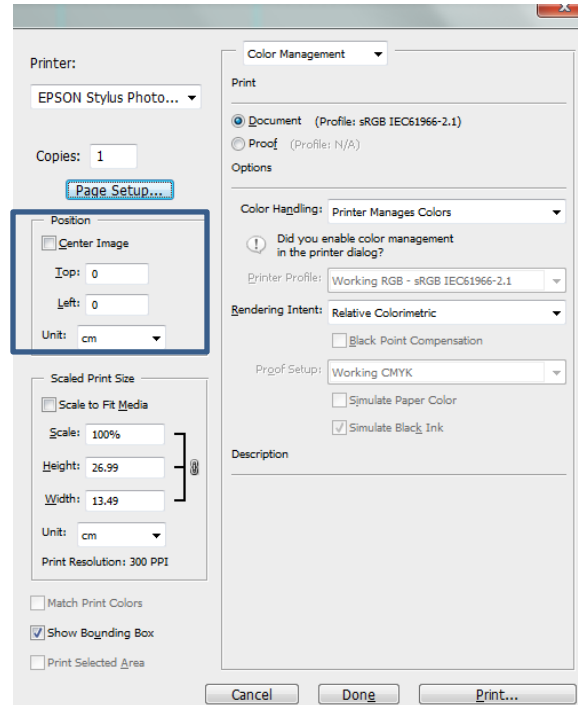 Printer:
EPSON Stylus Photo...
Copies: 1
Page Setup...
Position
Center Image
Top: 0
Left: 0
Unit: cm
Scaled Print Size
Scale to Fit Media
Scale: 100%
Height: 26.99
Width: 13.49
Unit: cm
Print Resolution: 300 PPI
Match Print Colors
Show Bounding Box
Print Selected Area
Color Management
Print
Document (Profile: sRGB IEC61966-2.1)
Proof (Profile: N/A)
Options
Color Handling: Printer Manages Colors
Did you enable color management
in the printer dialog?
Printer Profile: Working RGB - sRGB IEC61966-2.1
Rendering Intent: Relative Colorimetric
Black Point Compensation
Proof Setup: Working CMYK
Simulate Paper Color
Simulate Black Ink
Description
Cancel Done Print...